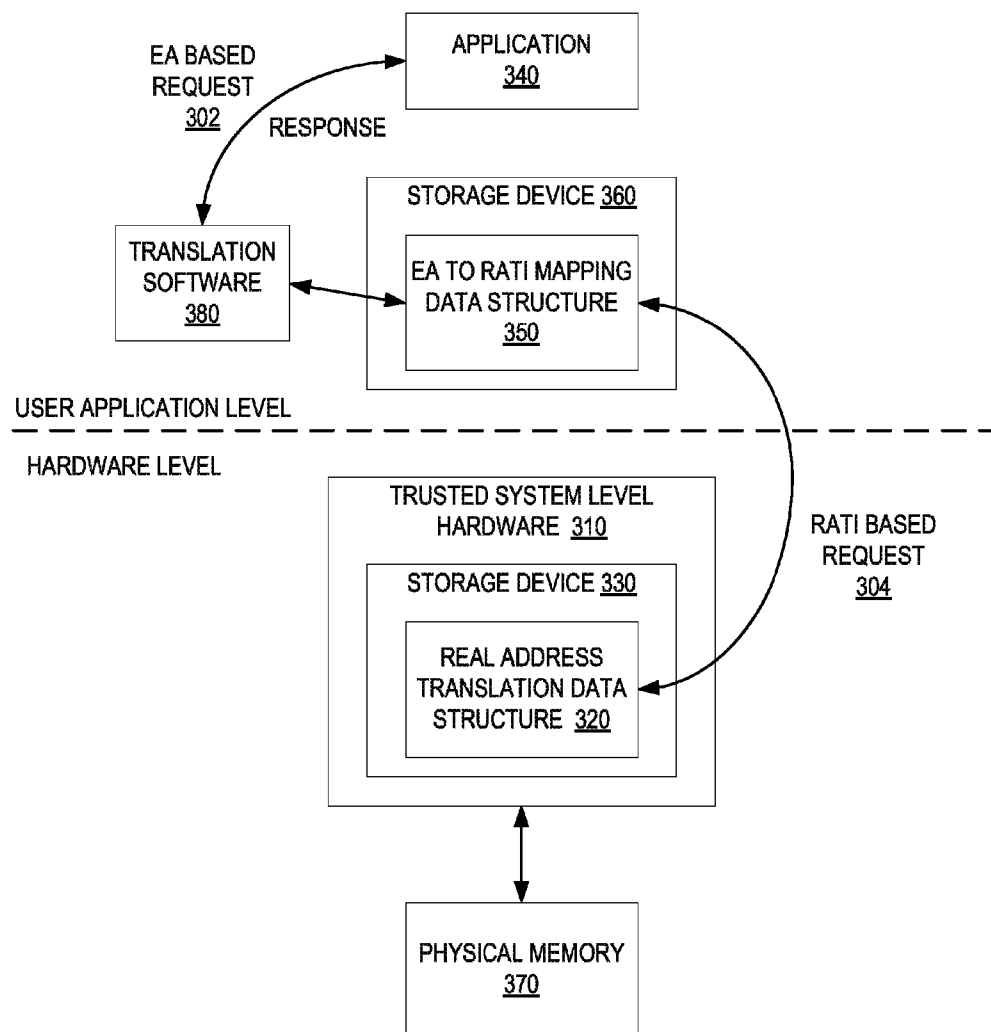 EA BASED
REQUEST
302
RESPONSE
APPLICATION
340
STORAGE DEVICE 360
TRANSLATION
SOFTWARE
380
EA TO RATI MAPPING
DATA STRUCTURE
350
USER APPLICATION LEVEL
HARDWARE LEVEL
TRUSTED SYSTEM LEVEL
HARDWARE 310
RATI BASED
REQUEST
304
STORAGE DEVICE 330
REAL ADDRESS
TRANSLATION DATA
STRUCTURE 320
PHYSICAL MEMORY
370